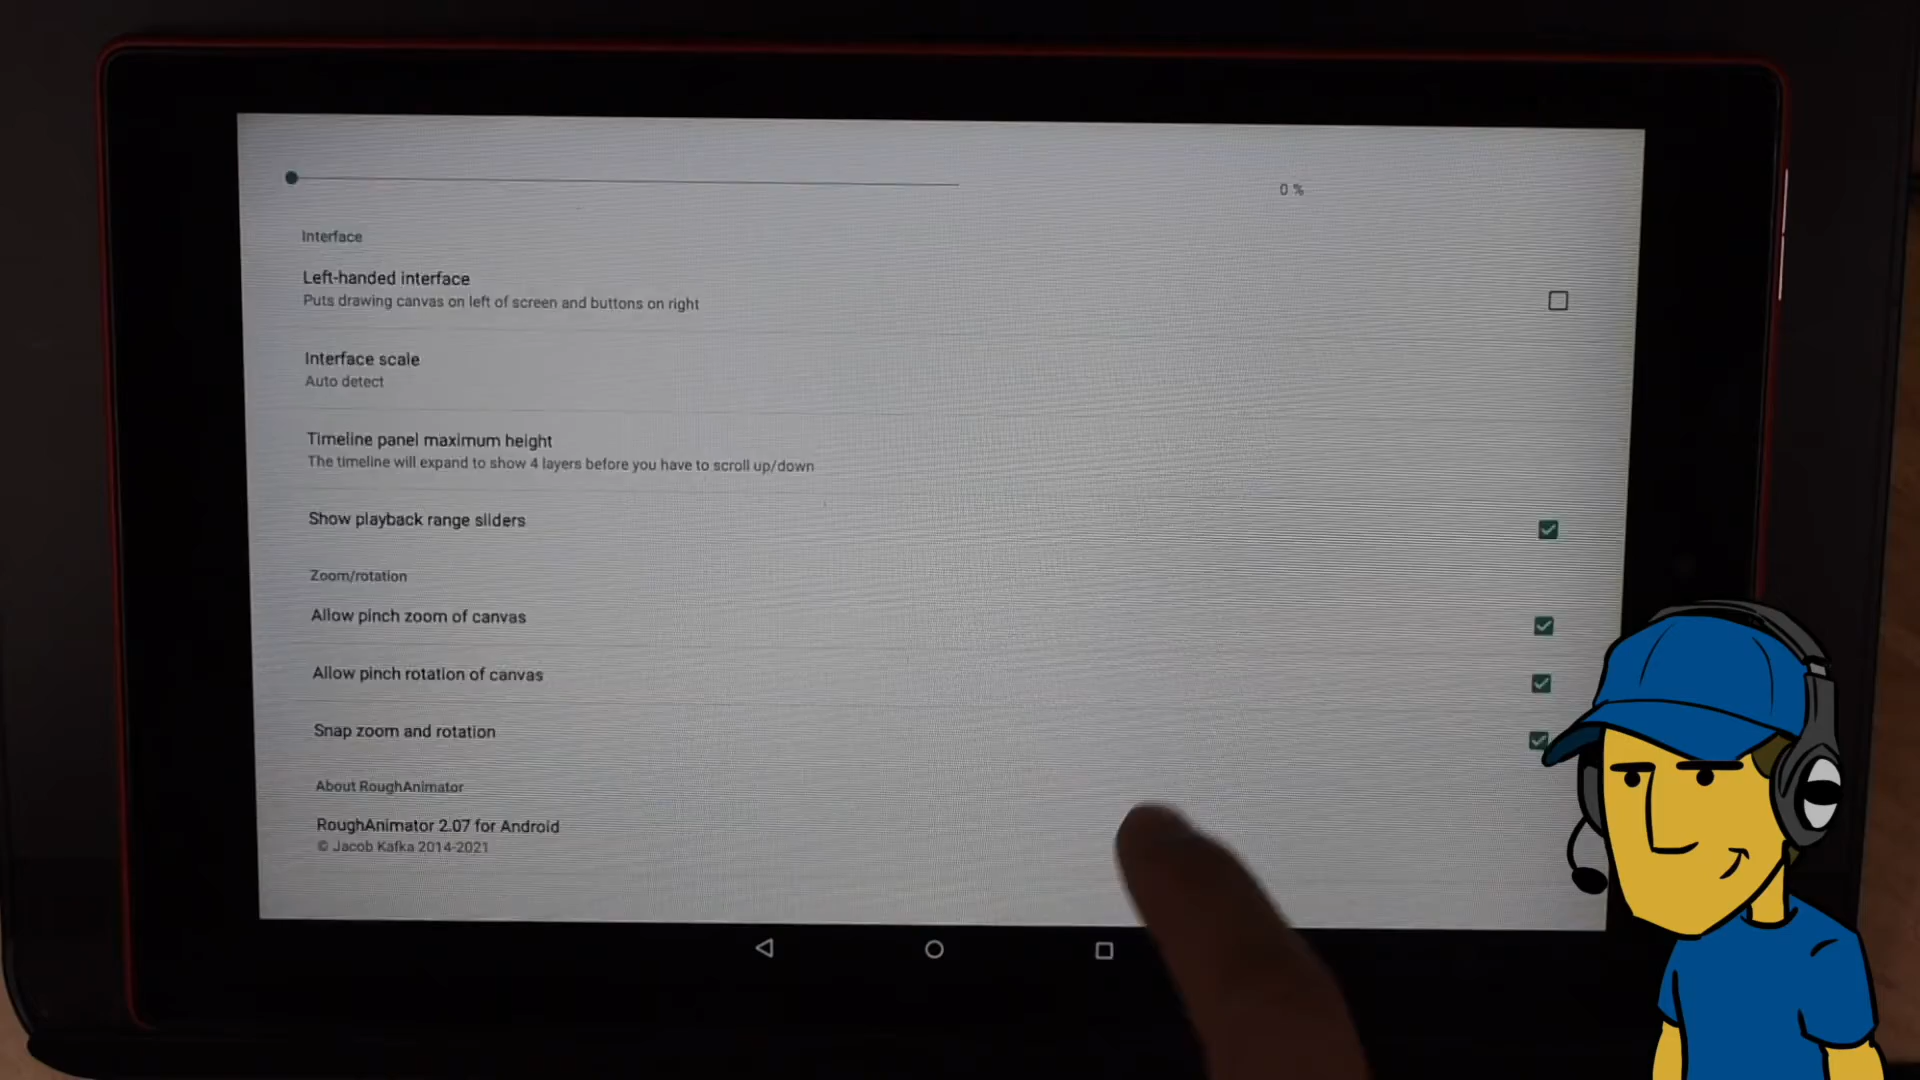 0 %
Interface
Left-handed interface
Puts drawing canvas on left of screen and buttons on right
Interface scale
Auto detect
Timeline panel maximum height
The timeline will expand to show 4 layers before you have to scroll up/down
Show playback range sliders
Zoom/rotation
Allow pinch zoom of canvas
Allow pinch rotation of canvas
Snap zoom and rotation
About RoughAnimator
RoughAnimator 2.07 for Android
© Jacob Kafka 2014-2021